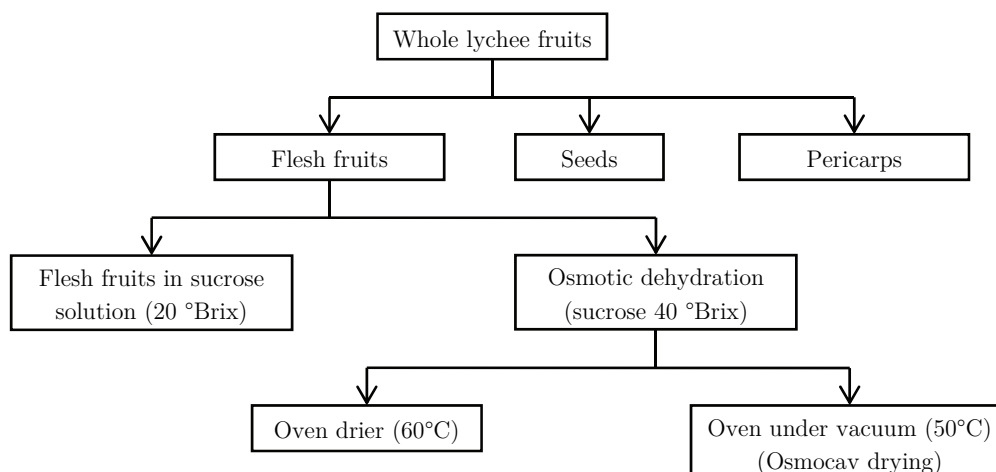 Whole lychee fruits
Flesh fruits
Seeds
Pericarps
Flesh fruits in sucrose
solution (20 °Brix)
Osmotic dehydration
(sucrose 40 °Brix)
Oven drier (60°C)
Oven under vacuum (50°C)
(Osmocav drying)